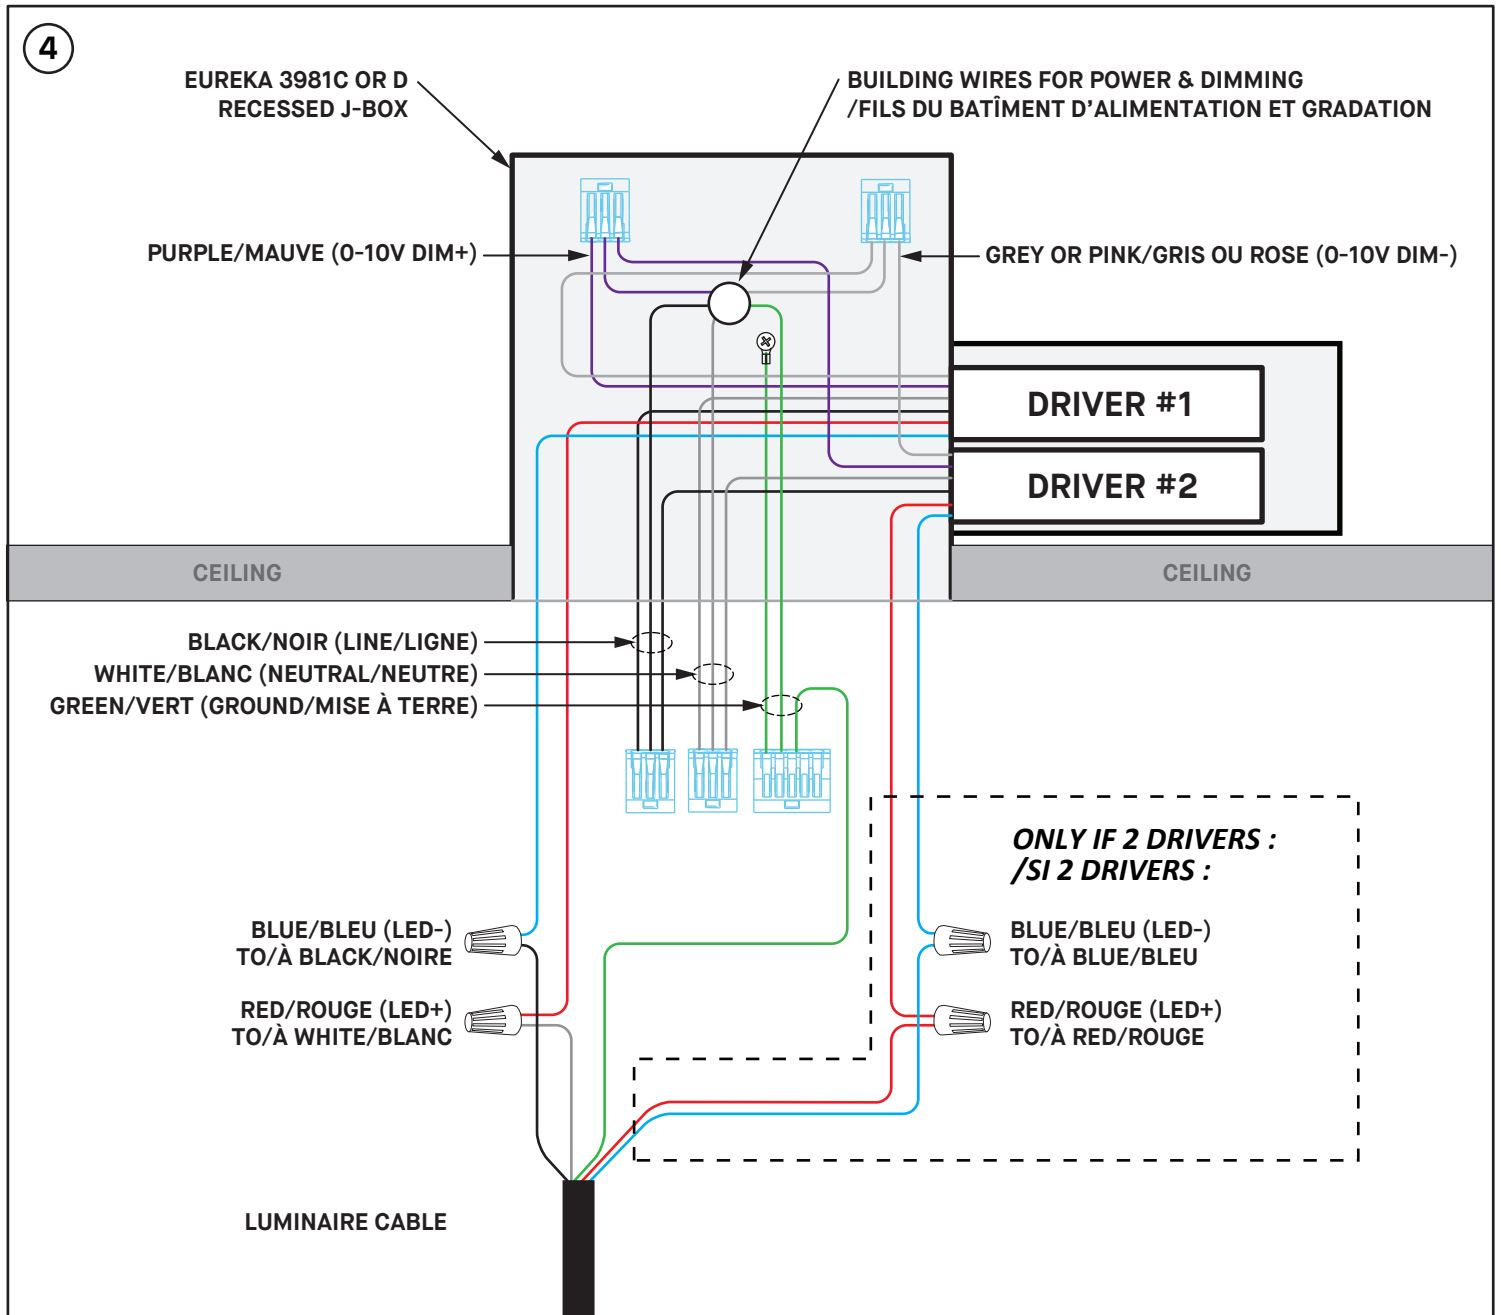 4
EUREKA 3981C OR D
RECESSED J-BOX
BUILDING WIRES FOR POWER & DIMMING
/FILS DU BATÎMENT D'ALIMENTATION ET GRADATION
PURPLE/MAUVE (0-10V DIM+)
GREY OR PINK/GRIS OU ROSE (0-10V DIM-)
DRIVER #1
DRIVER #2
CEILING
CEILING
BLACK/NOIR (LINE/LIGNE)
WHITE/BLANC (NEUTRAL/NEUTRE)
GREEN/VERT (GROUND/MISE À TERRE)
ONLY IF 2 DRIVERS :
/SI 2 DRIVERS :
BLUE/BLEU (LED-)
TO/À BLACK/NOIRE
BLUE/BLEU (LED-)
TO/À BLUE/BLEU
RED/ROUGE (LED+)
TO/À WHITE/BLANC
RED/ROUGE (LED+)
TO/À RED/ROUGE
LUMINAIRE CABLE